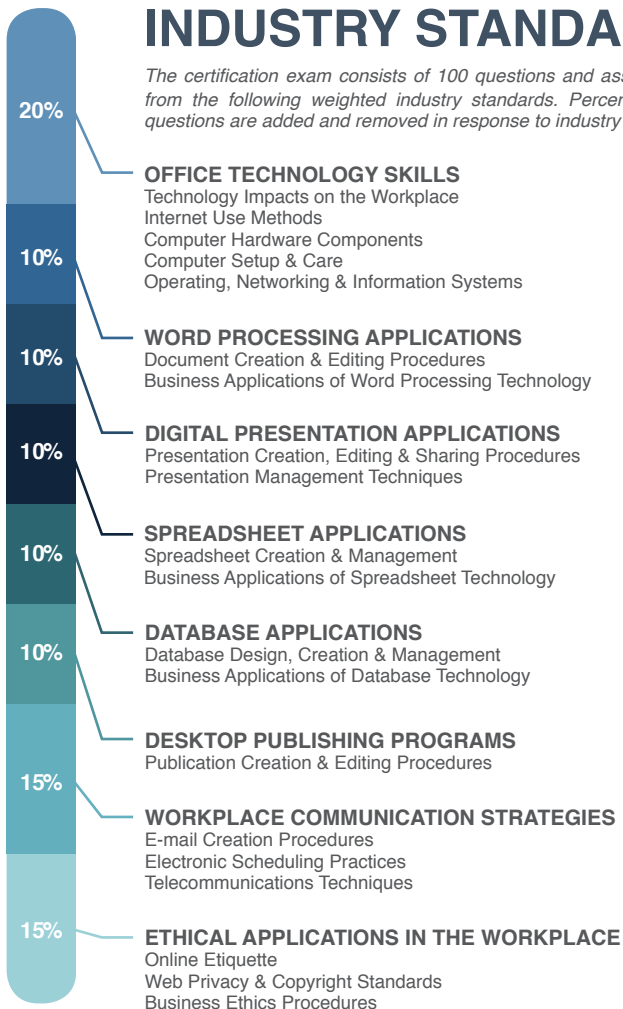 INDUSTRY STANDA
The certification exam consists of 100 questions and ass
from the following weighted industry standards. Percen
questions are added and removed in response to industry
20%
OFFICE TECHNOLOGY SKILLS
Technology Impacts on the Workplace
Internet Use Methods
Computer Hardware Components
Computer Setup & Care
Operating, Networking & Information Systems
10%
WORD PROCESSING APPLICATIONS
Document Creation & Editing Procedures
Business Applications of Word Processing Technology
10%
DIGITAL PRESENTATION APPLICATIONS
Presentation Creation, Editing & Sharing Procedures
Presentation Management Techniques
10%
SPREADSHEET APPLICATIONS
Spreadsheet Creation & Management
Business Applications of Spreadsheet Technology
10%
DATABASE APPLICATIONS
Database Design, Creation & Management
Business Applications of Database Technology
10%
DESKTOP PUBLISHING PROGRAMS
Publication Creation & Editing Procedures
15%
WORKPLACE COMMUNICATION STRATEGIES
E-mail Creation Procedures
Electronic Scheduling Practices
Telecommunications Techniques
15%
ETHICAL APPLICATIONS IN THE WORKPLACE
Online Etiquette
Web Privacy & Copyright Standards
Business Ethics Procedures